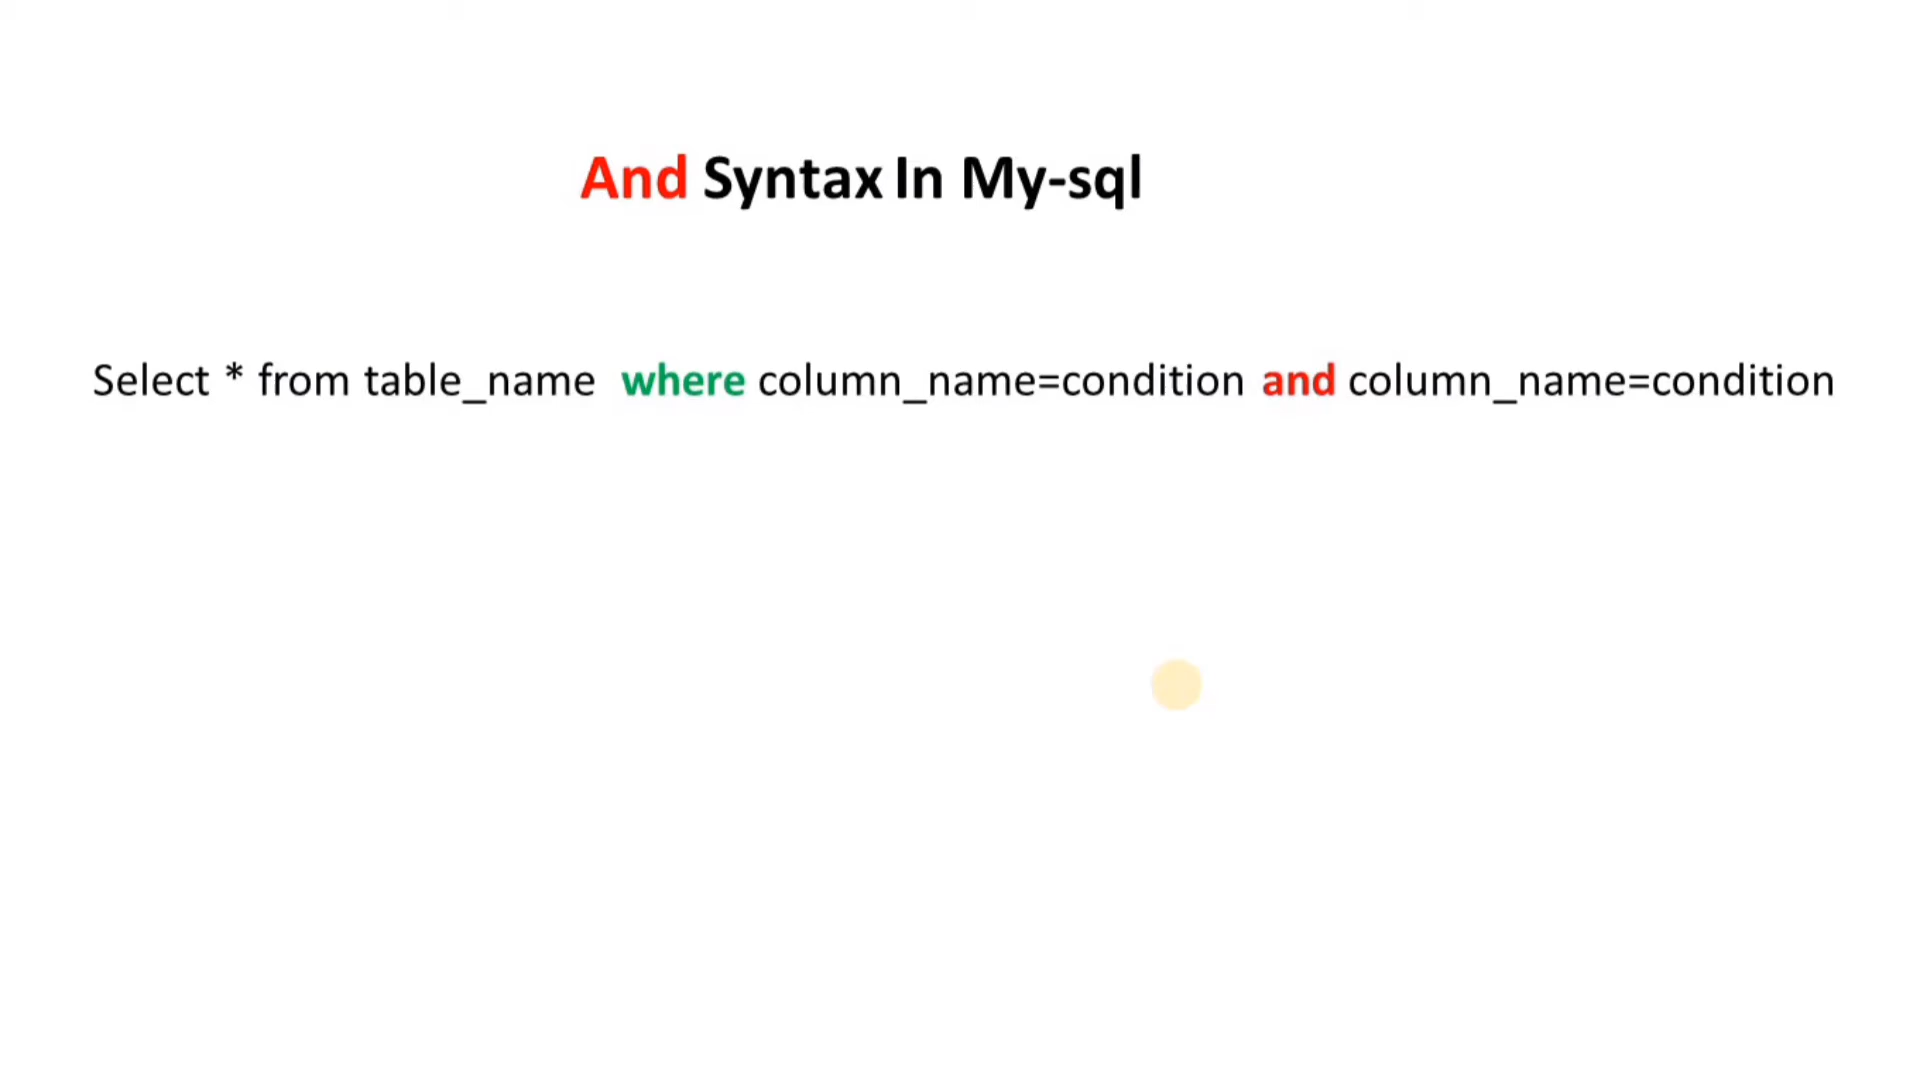 And Syntax In My-sql
Select * from table_name where column_name=condition and column_name=condition